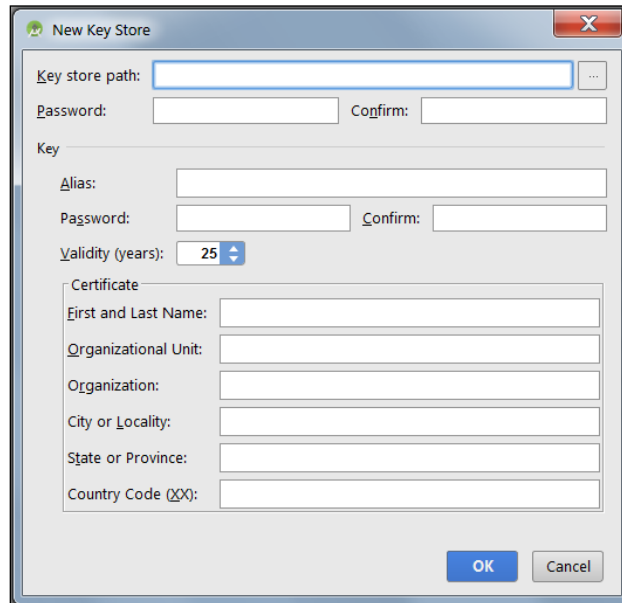 New Key Store
Key store path: ...
Password: Confirm:
Key
Alias:
Password: Confirm:
Validity (years): 25
Certificate
First and Last Name:
Organizational Unit:
Organization:
City or Locality:
State or Province:
Country Code (XX):
OK Cancel